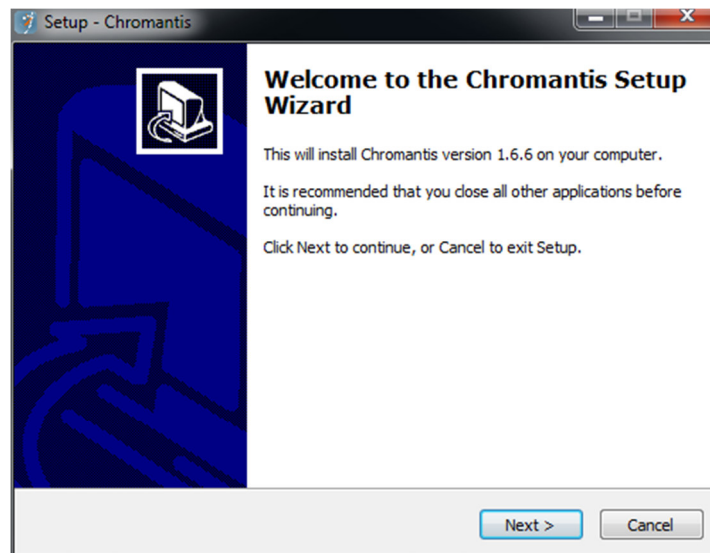 Setup - Chromantis
Welcome to the Chromantis Setup
Wizard
This will install Chromantis version 1.6.6 on your computer.
It is recommended that you close all other applications before
continuing.
Click Next to continue, or Cancel to exit Setup.
Next >
Cancel